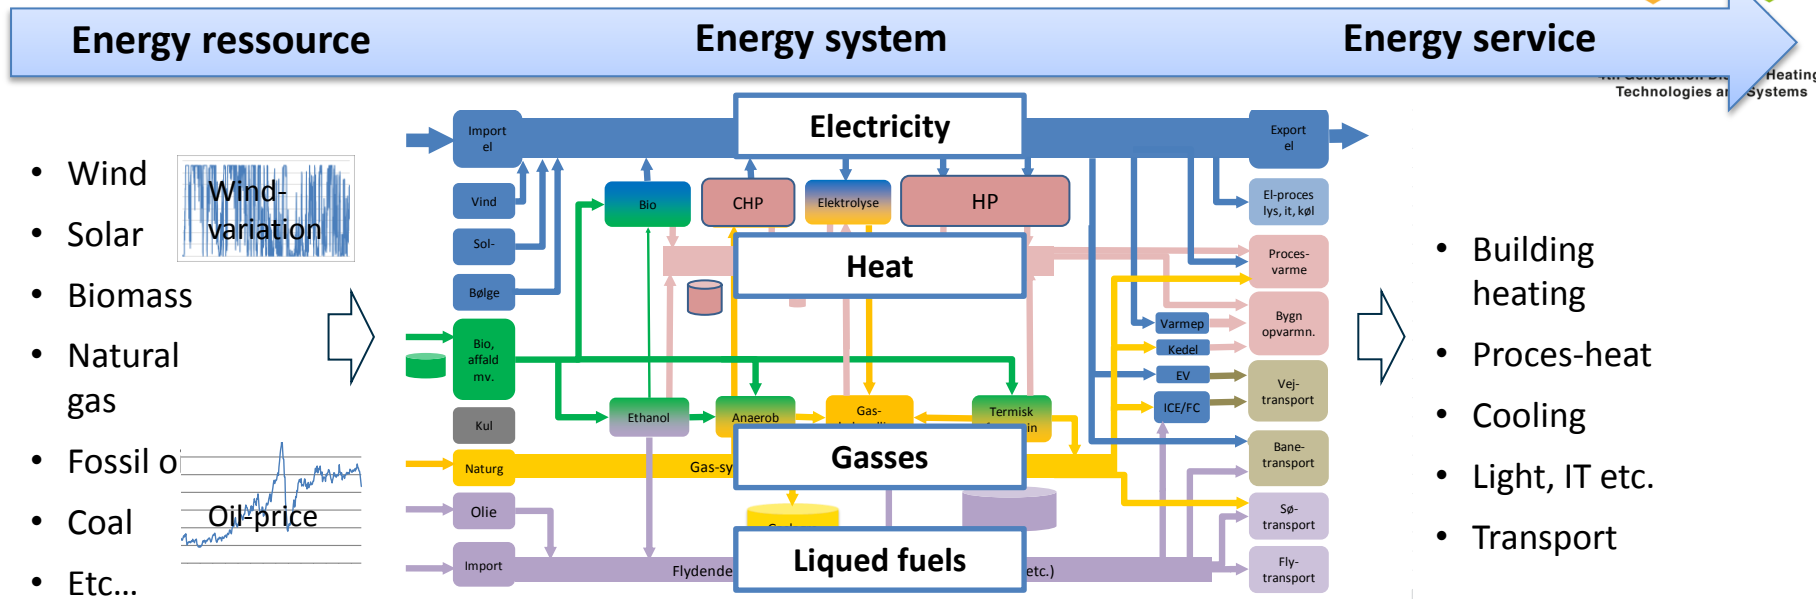 Energy ressource
Energy system
Energy service
Heating
Technologies
Systems
• Wind
• Solar
• Biomass
• Natural
gas
• Fossil o
• Coal
• Etc...
Wind-
variation
Oil-price
Import
el
Vind
Sol-
Bølge
Bio,
affald
mv.
Kul
Naturg
Olie
Import
Electricity
Bio
CHP
Elektrolyse
HP
Heat
Ethanol
Anaerob
Gas-
Termisk
Gas-sy
Gasses
Flydende
Liqued fuels
etc.)
Varmep
Kedel
EV
ICE/FC
Export
el
El-proces
lys, it, køl
Proces-
varme
Bygn
opvarmn.
Vej-
transport
Bane-
transport
Sø-
transport
Fly-
transport
• Building
heating
• Proces-heat
• Cooling
• Light, IT etc.
• Transport